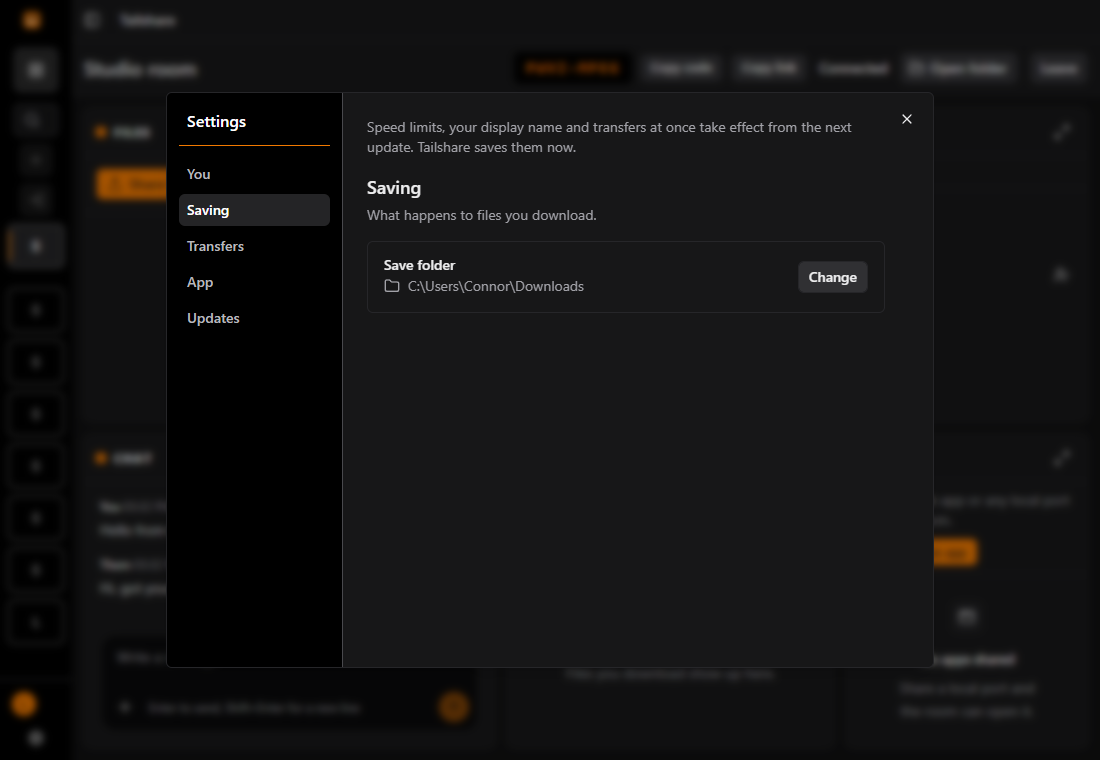 Tailshare
Studio room
Copy code
Copy link
Connected
Open folder
Leave
Settings
You
Saving
Transfers
App
Updates
Speed limits, your display name and transfers at once take effect from the next
update. Tailshare saves them now.
Saving
What happens to files you download.
Save folder
C:\Users\Connor\Downloads
Change